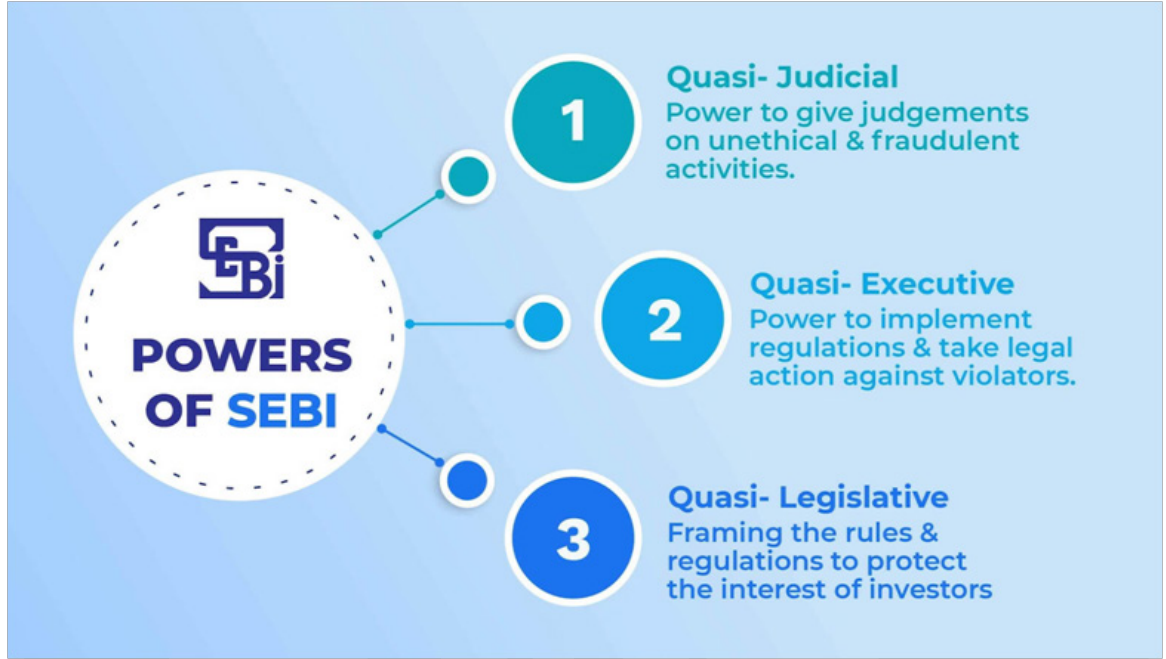 SEBi
POWERS
OF SEBI
1
Quasi- Judicial
Power to give judgements
on unethical & fraudulent
activities.
2
Quasi- Executive
Power to implement
regulations & take legal
action against violators.
3
Quasi- Legislative
Framing the rules &
regulations to protect
the interest of investors